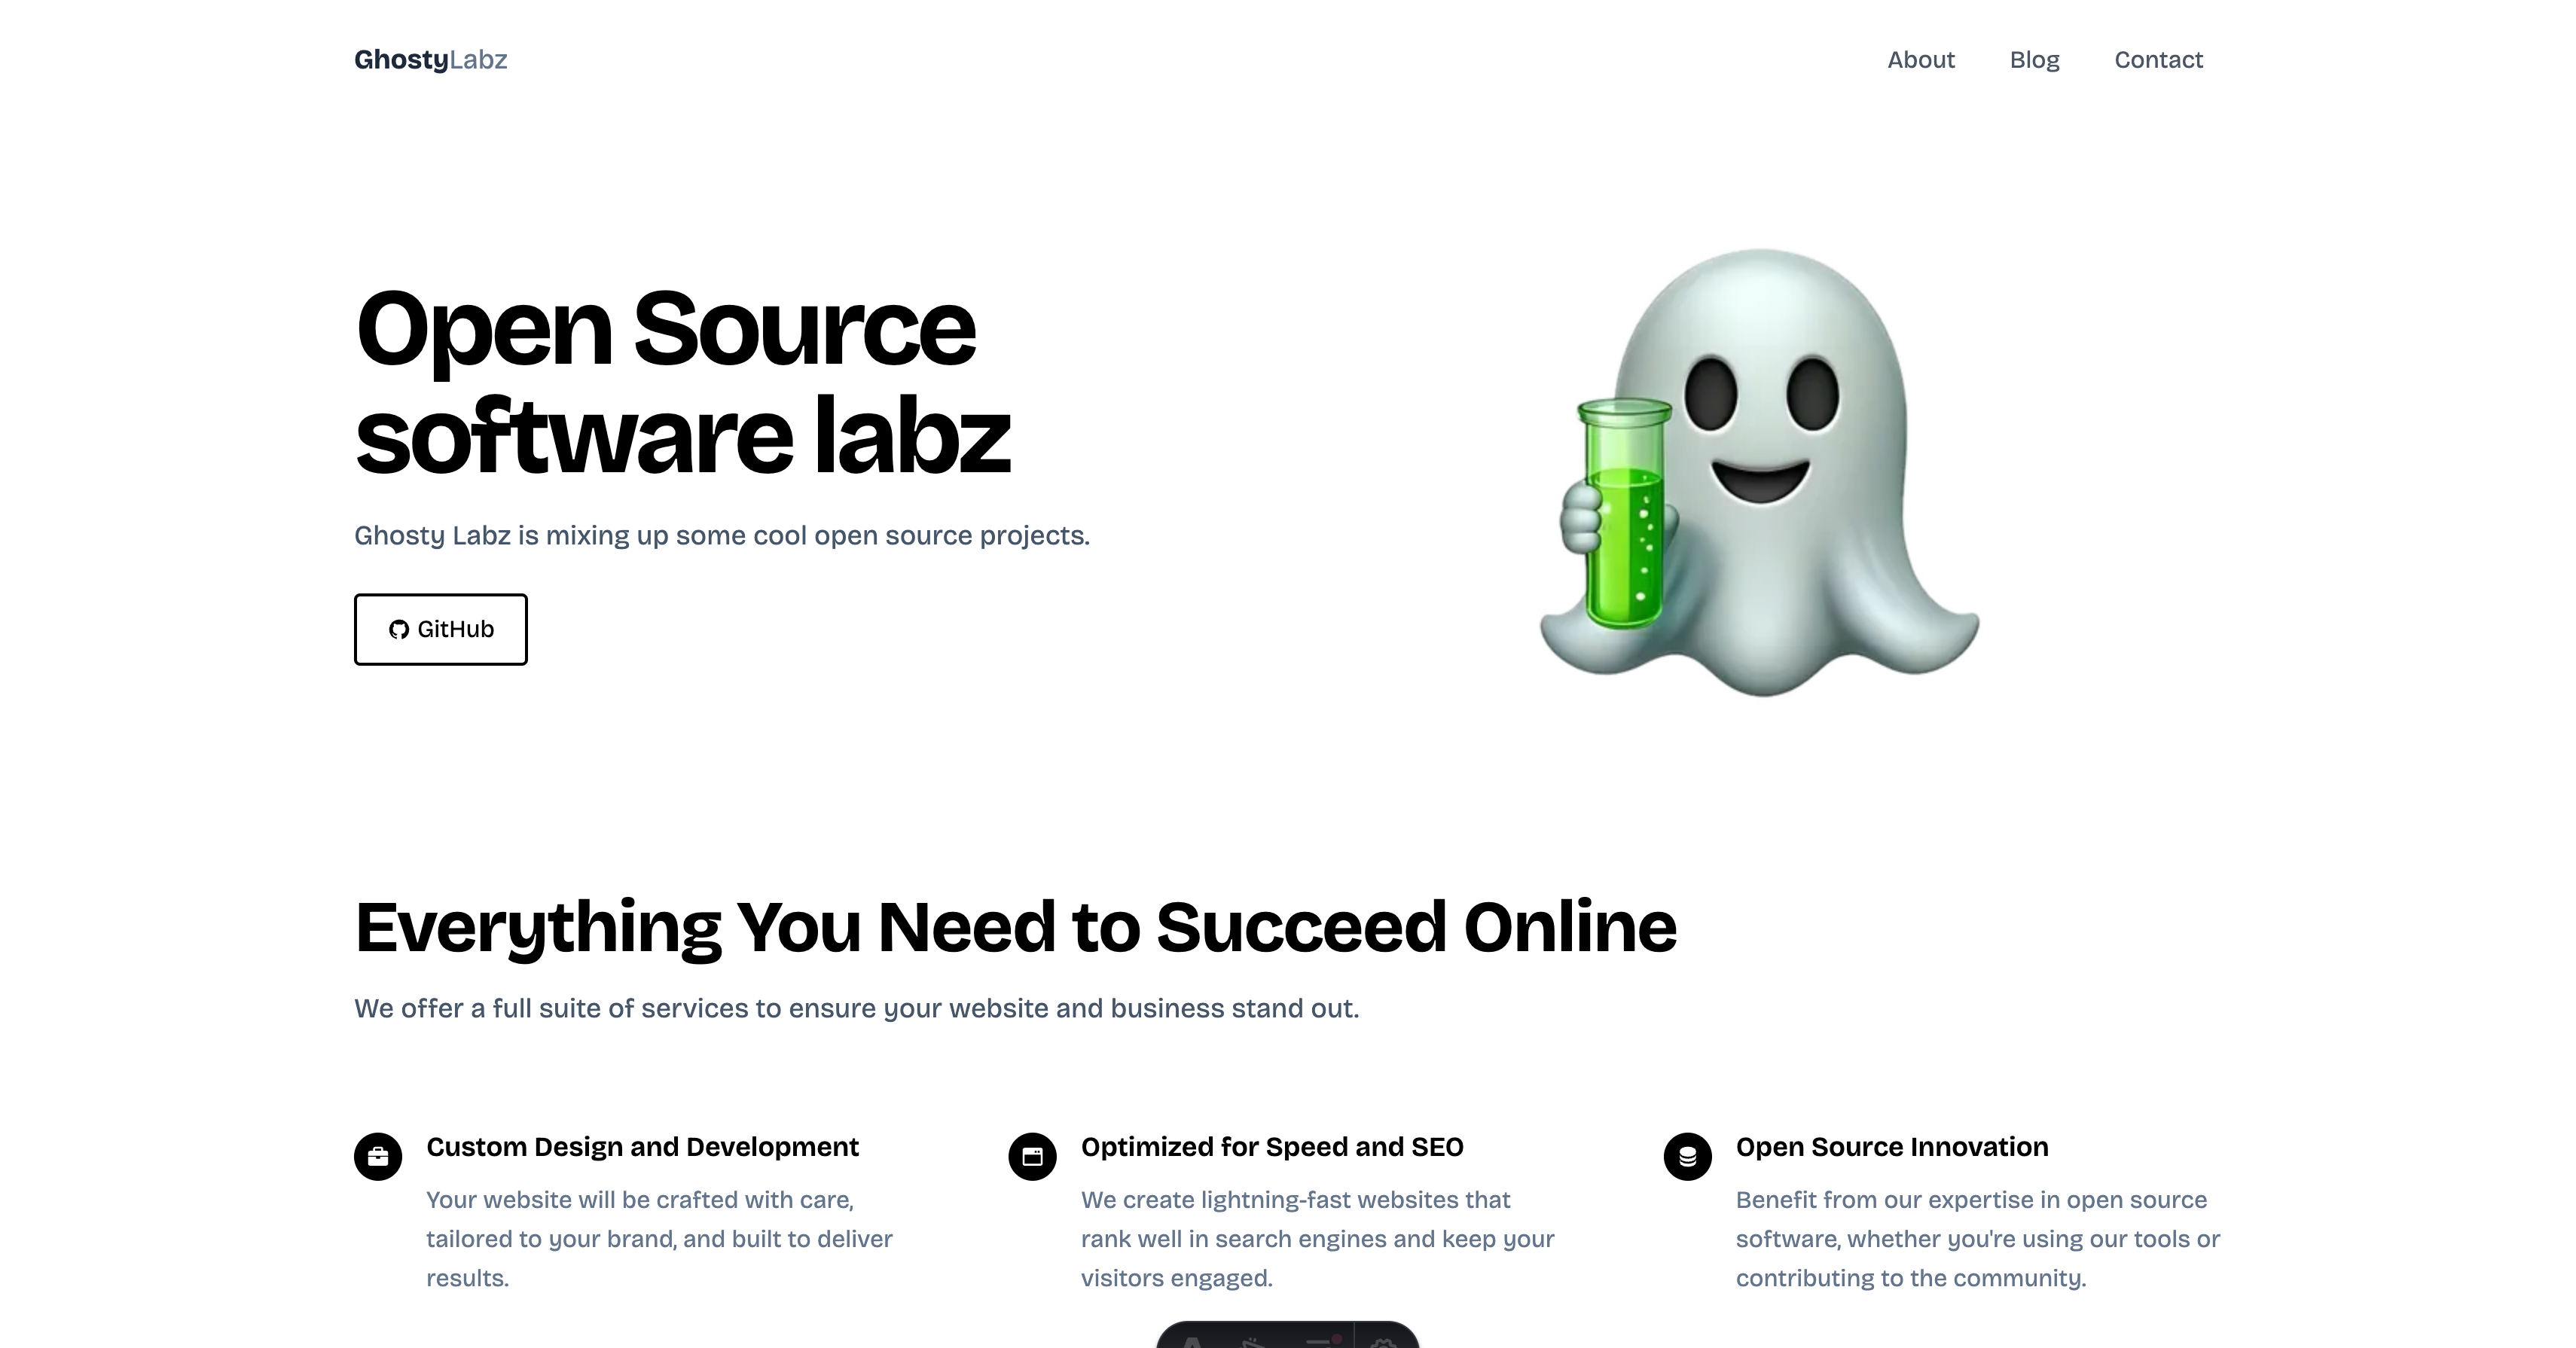 GhostyLabz
About
Blog
Contact
Open Source
software labz
Ghosty Labz is mixing up some cool open source projects.
GitHub
Everything You Need to Succeed Online
We offer a full suite of services to ensure your website and business stand out.
Custom Design and Development
Your website will be crafted with care,
tailored to your brand, and built to deliver
results.
Optimized for Speed and SEO
We create lightning-fast websites that
rank well in search engines and keep your
visitors engaged.
Open Source Innovation
Benefit from our expertise in open source
software, whether you're using our tools or
contributing to the community.